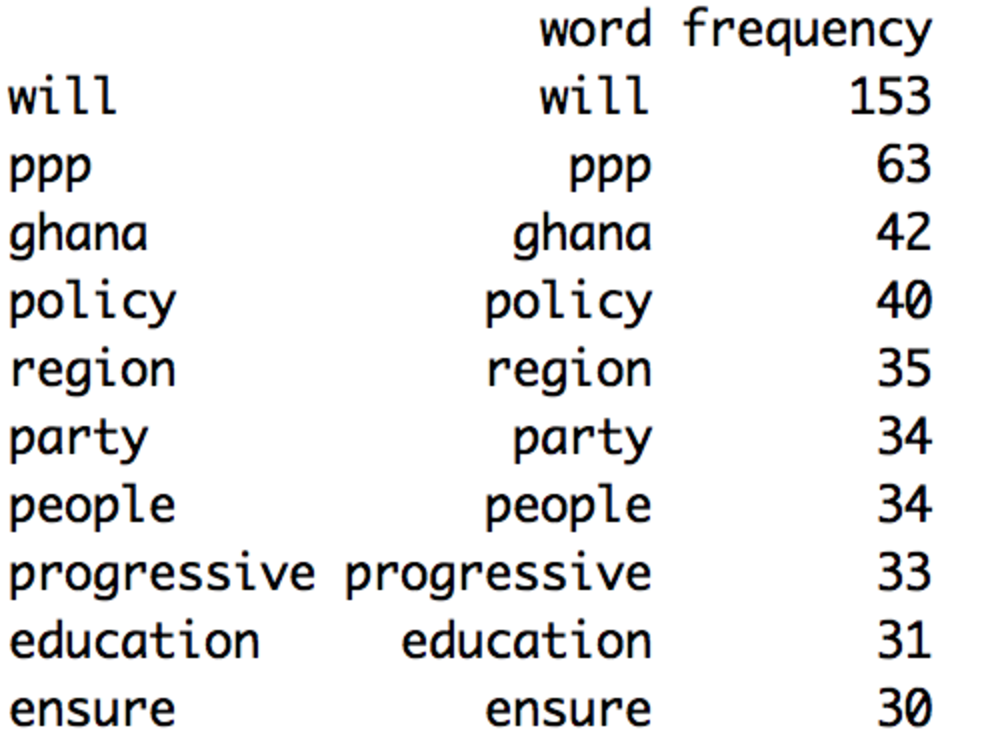 word frequency
will will 153
ppp ppp 63
ghana ghana 42
policy policy 40
region region 35
party party 34
people people 34
progressive progressive 33
education education 31
ensure ensure 30